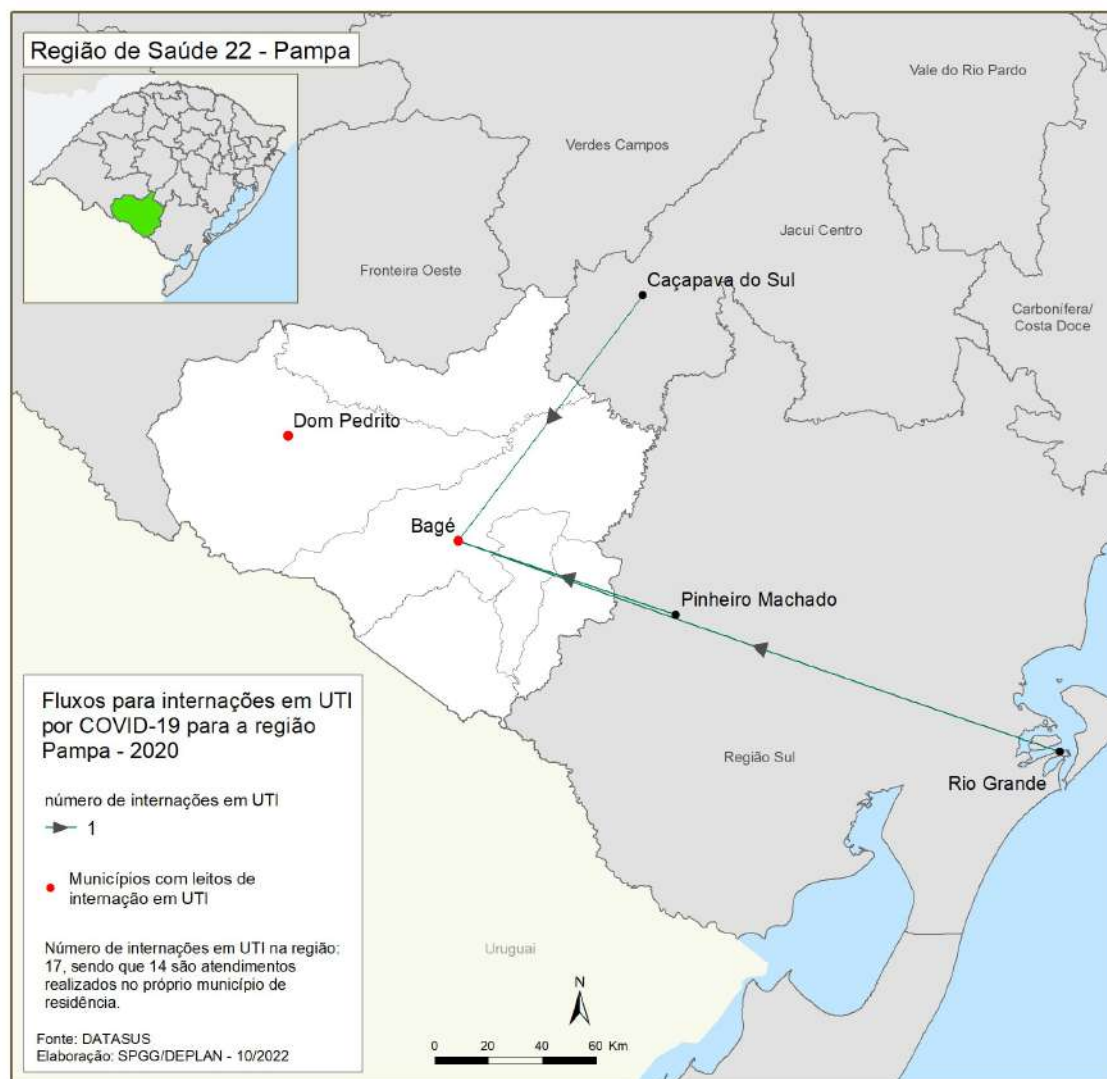 Região de Saúde 22 - Pampa
Vale do Rio Pardo
Verdes Campos
Jacuí Centro
Fronteira Oeste
Caçapava do Sul
Carbonífera/
Costa Doce
Dom Pedrito
Bagé
Pinheiro Machado
Região Sul
Rio Grande
Uruguai
Fluxos para internações em UTI
por COVID-19 para a região
Pampa - 2020
número de internações em UTI
1
Municípios com leitos de
internação em UTI
Número de internações em UTI na região:
17, sendo que 14 são atendimentos
realizados no próprio município de
residência.
Fonte: DATASUS
Elaboração: SPGG/DEPLAN - 10/2022
N
0 20 40 60 Km